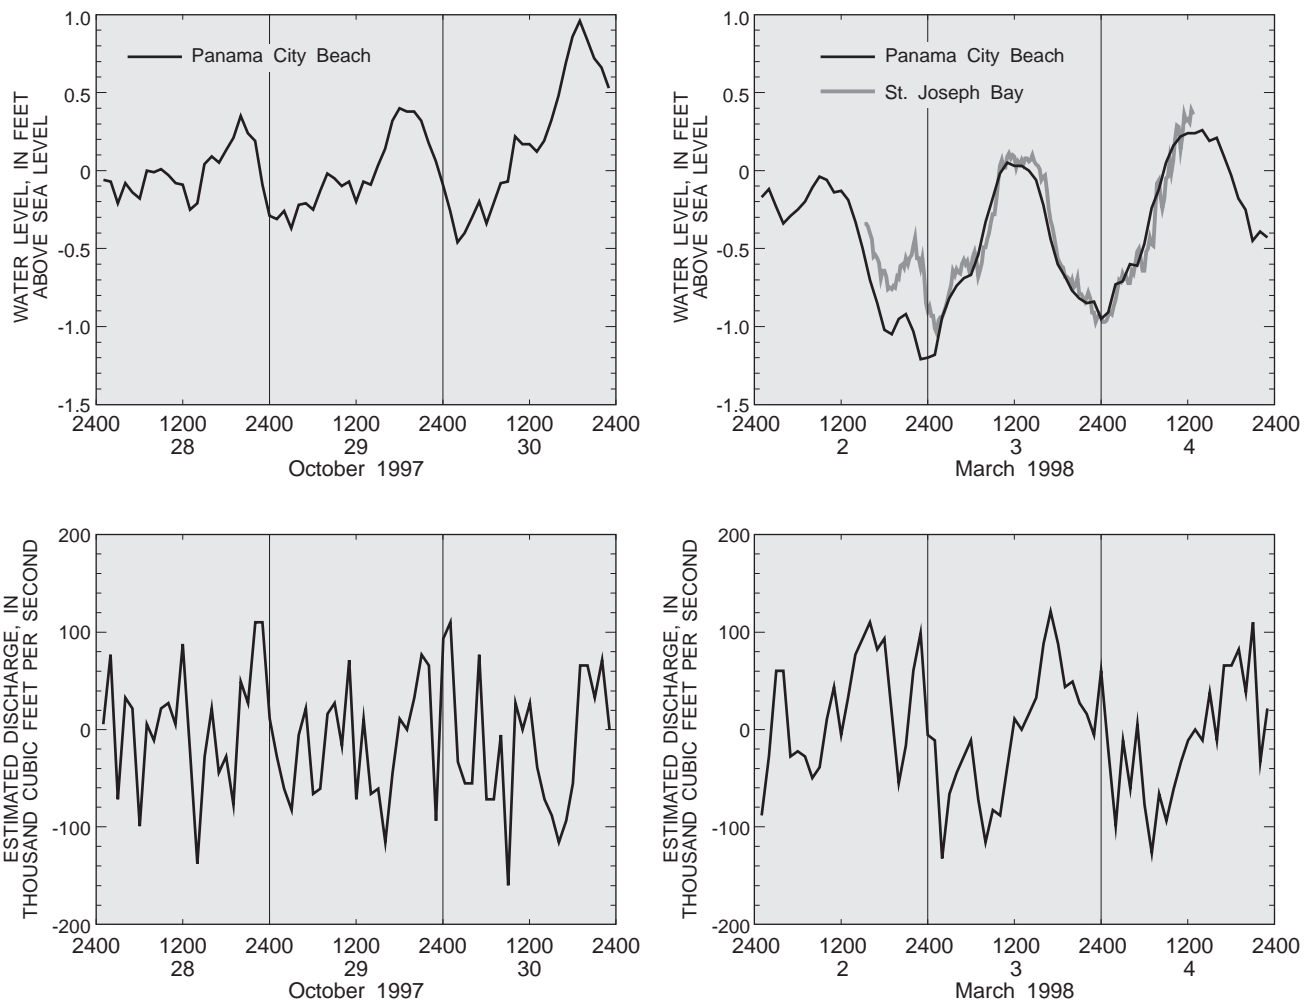 WATER LEVEL, IN FEET
ABOVE SEA LEVEL
1.0
0.5
0
-0.5
-1.0
-1.5
Panama City Beach
2400 1200 2400 1200 2400 1200 2400
28 29 30
October 1997
WATER LEVEL, IN FEET
ABOVE SEA LEVEL
1.0
0.5
0
-0.5
-1.0
-1.5
Panama City Beach
St. Joseph Bay
2400 1200 2400 1200 2400 1200 2400
2 3 4
March 1998
ESTIMATED DISCHARGE, IN
THOUSAND CUBIC FEET PER SECOND
200
100
0
-100
-200
2400 1200 2400 1200 2400 1200 2400
28 29 30
October 1997
ESTIMATED DISCHARGE, IN
THOUSAND CUBIC FEET PER SECOND
200
100
0
-100
-200
2400 1200 2400 1200 2400 1200 2400
2 3 4
March 1998